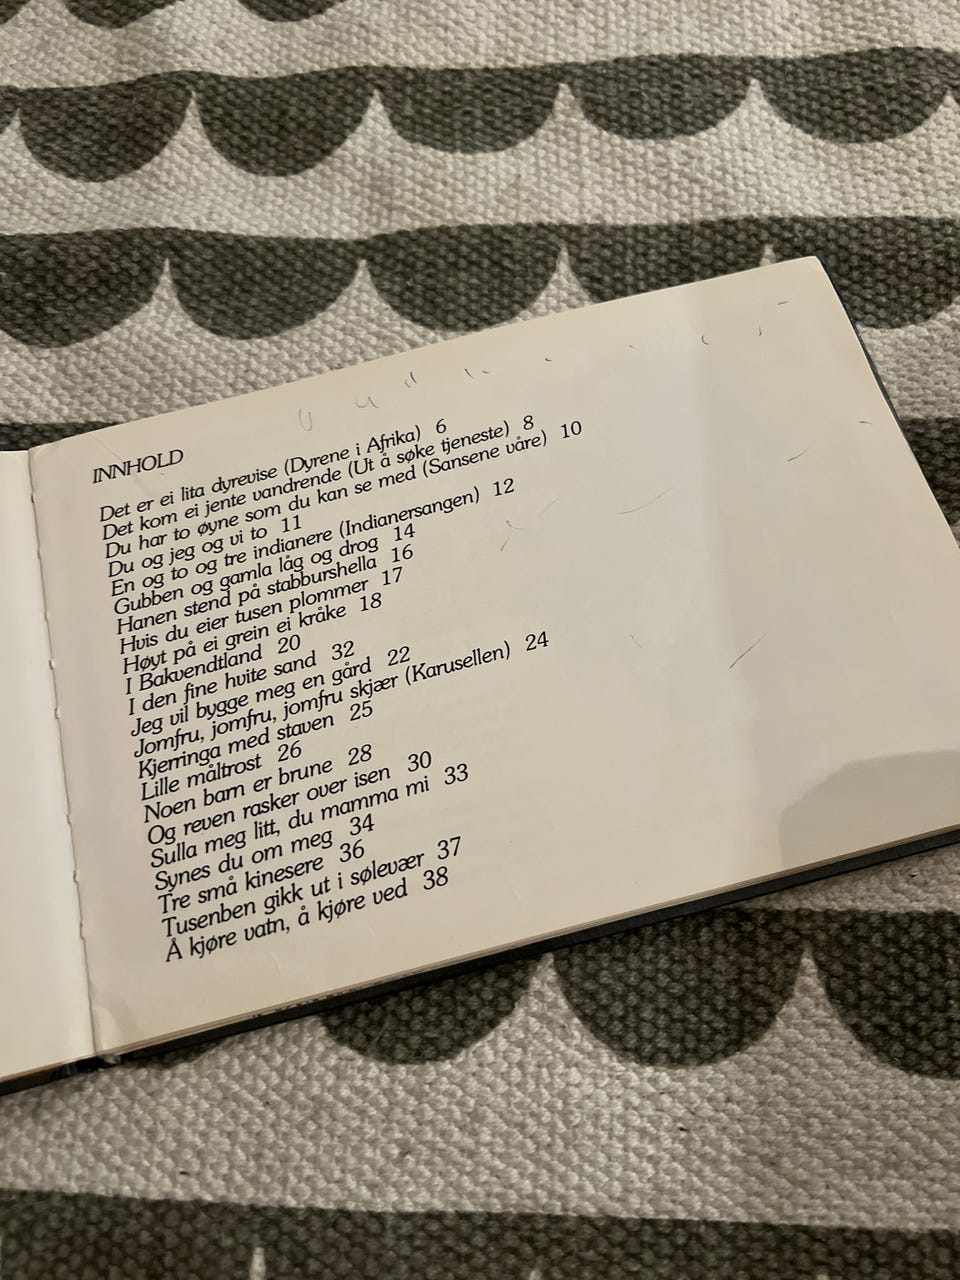 INNHOLD
Det er ei lita dyrevise (Dyrene i Afrika) 6
Det kom ei jente vandrende (Ut å søke tjeneste) 8
Du har to øyne som du kan se med (Sansene våre) 10
Du og jeg og vi to 11
En og to og tre indianere (Indianersangen) 12
Gubben og gamla låg og drog 14
Hanen stend på stabburshella 16
Hvis du eier tusen plommer 17
Høyt på ei grein ei kråke 18
I Bakvendtland 20
I den fine hvite sand 32
Jeg vil bygge meg en gård 22
Jomfru, jomfru, jomfru skjær (Karusellen) 24
Kjerringa med staven 25
Lille måltrost 26
Noen barn er brune 28
Og reven rasker over isen 30
Sulla meg litt, du mamma mi 33
Synes du om meg 34
Tre små kinesere 36
Tusenben gikk ut i sølevær 37
Å kjøre vatn, å kjøre ved 38